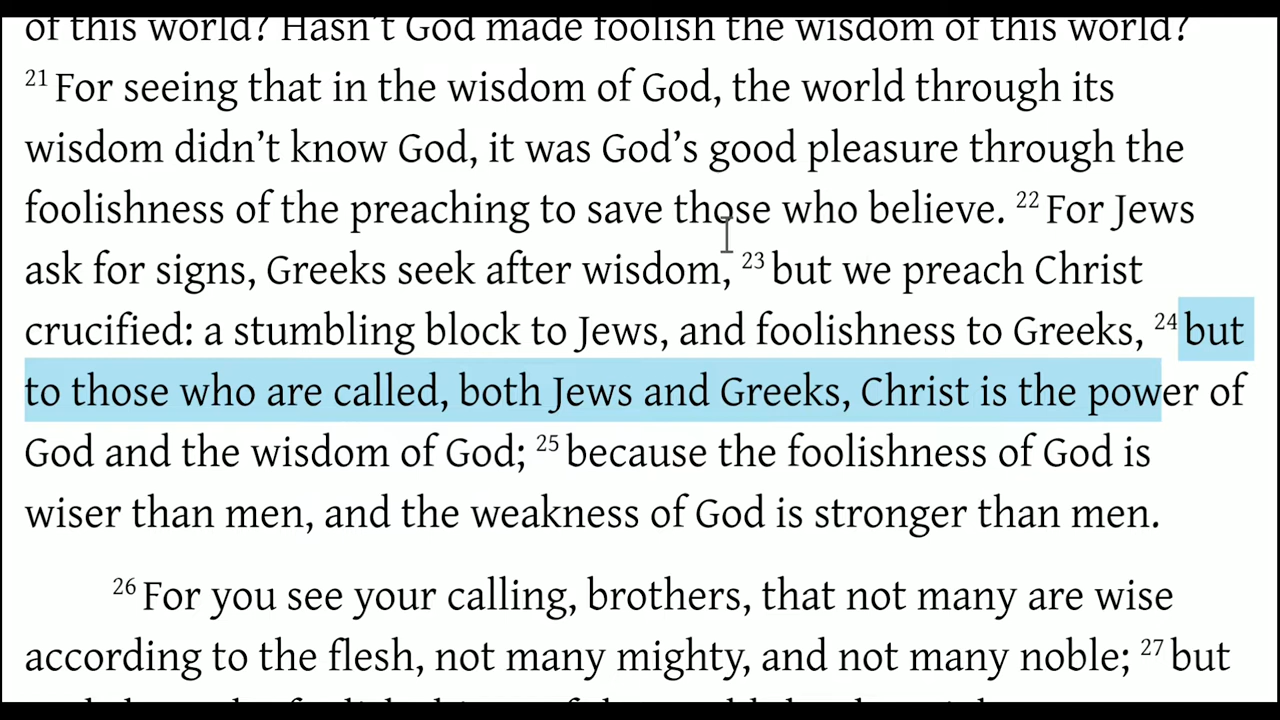 of this world? Hasn’t God made foolish the wisdom of this world?
21 For seeing that in the wisdom of God, the world through its
wisdom didn’t know God, it was God’s good pleasure through the
foolishness of the preaching to save those who believe. 22 For Jews
ask for signs, Greeks seek after wisdom, 23 but we preach Christ
crucified: a stumbling block to Jews, and foolishness to Greeks, 24 but
to those who are called, both Jews and Greeks, Christ is the power of
God and the wisdom of God; 25 because the foolishness of God is
wiser than men, and the weakness of God is stronger than men.
26 For you see your calling, brothers, that not many are wise
according to the flesh, not many mighty, and not many noble; 27 but